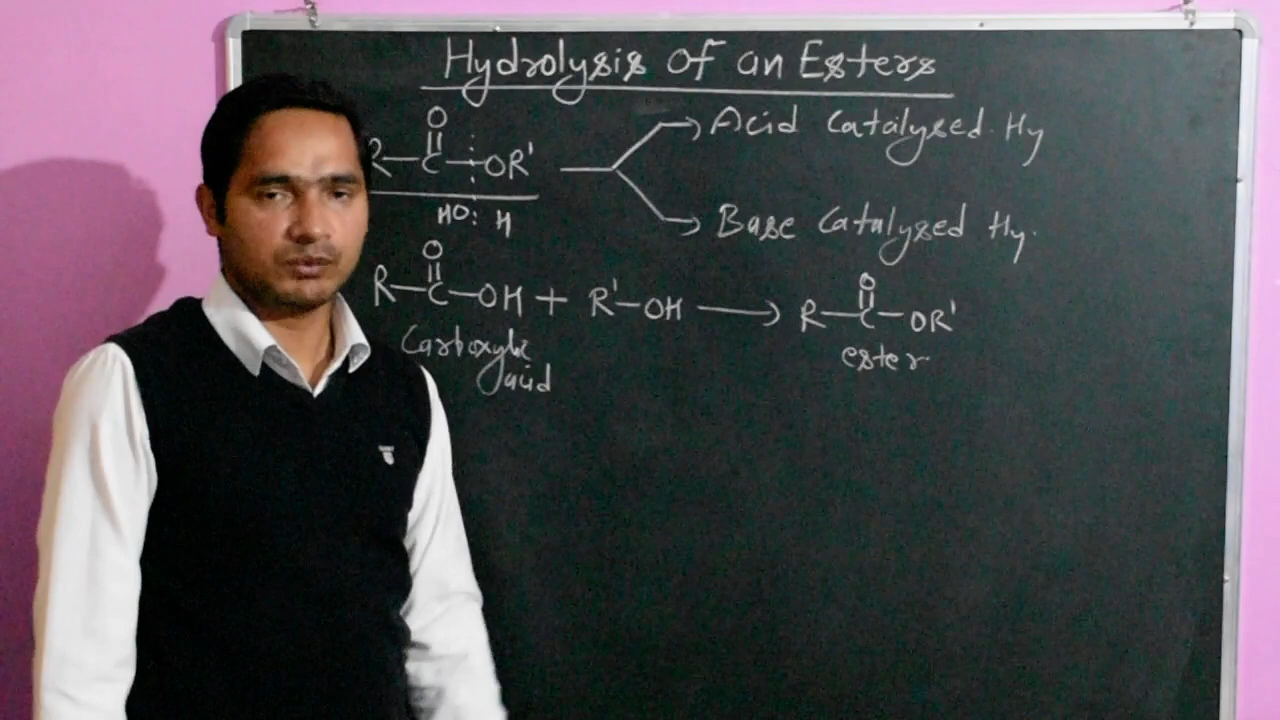 Hydrolysis of an Esters
O
R—C—OR' → Acid Catalysed Hy
HO H
→ Base Catalysed Hy.
O
R—C—OH + R'—OH → R—C—OR'
O
Carboxylic
acid
ester